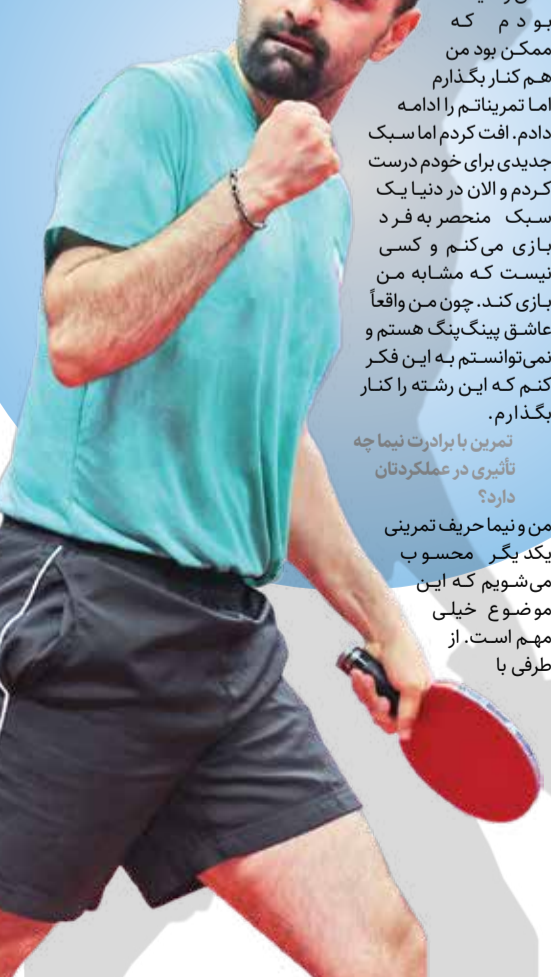 بودم که
ممکن بود من
هم کنار بگذارم
اما تمریناتم را ادامه
دادم. افت کردم اما سبک
جدیدی برای خودم درست
کردم و الان در دنیا یک
سبک منحصر به فرد
بازی می‌کنم و کسی
نیست که مشابه من
بازی کند. چون من واقعاً
عاشق پینگ‌پنگ هستم و
نمی‌توانستم به این فکر
کنم که این رشته را کنار
بگذارم.
تمرین با برادرت نیما چه
تأثیری در عملکردتان
دارد؟
من و نیما حریف تمرینی
یکدیگر محسوب
می‌شویم که این
موضوع خیلی
مهم است. از
طرفی با